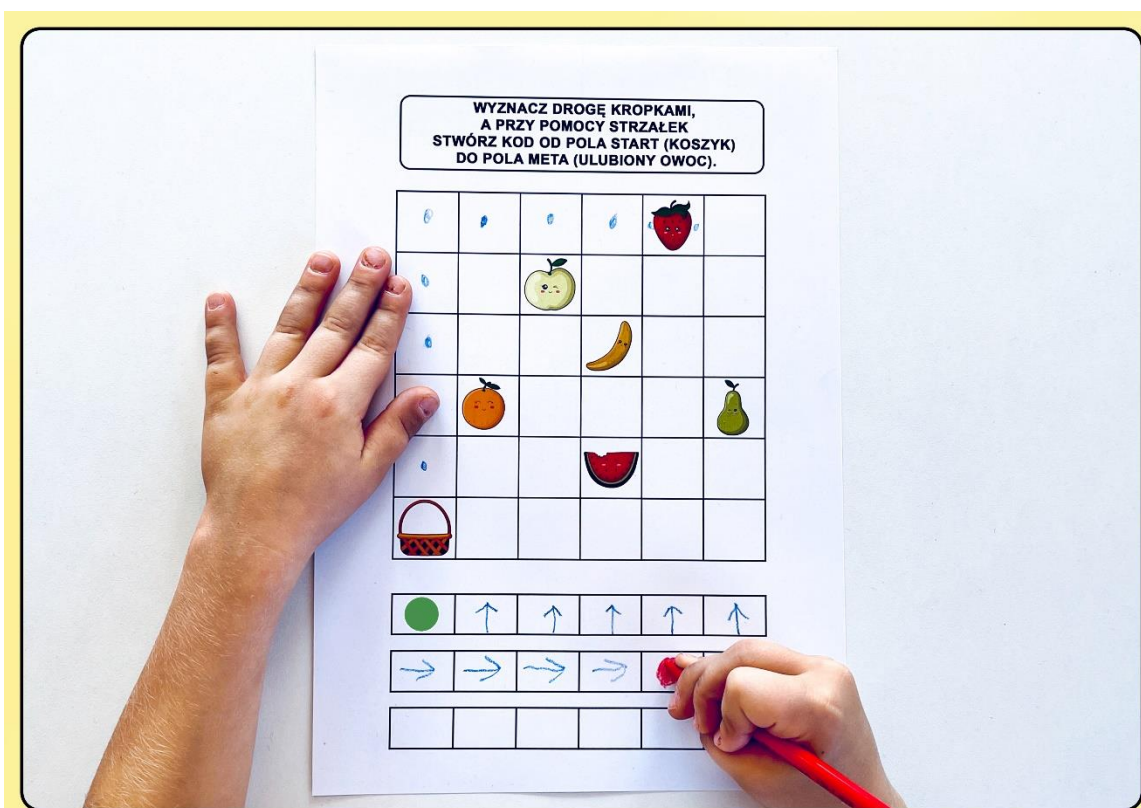 WYZNACZ DROGĘ KROPKAMI,
A PRZY POMOCY STRZAŁEK
STWÓRZ KOD OD POLA START (KOSZYK)
DO POLA META (ULUBIONY OWOC).